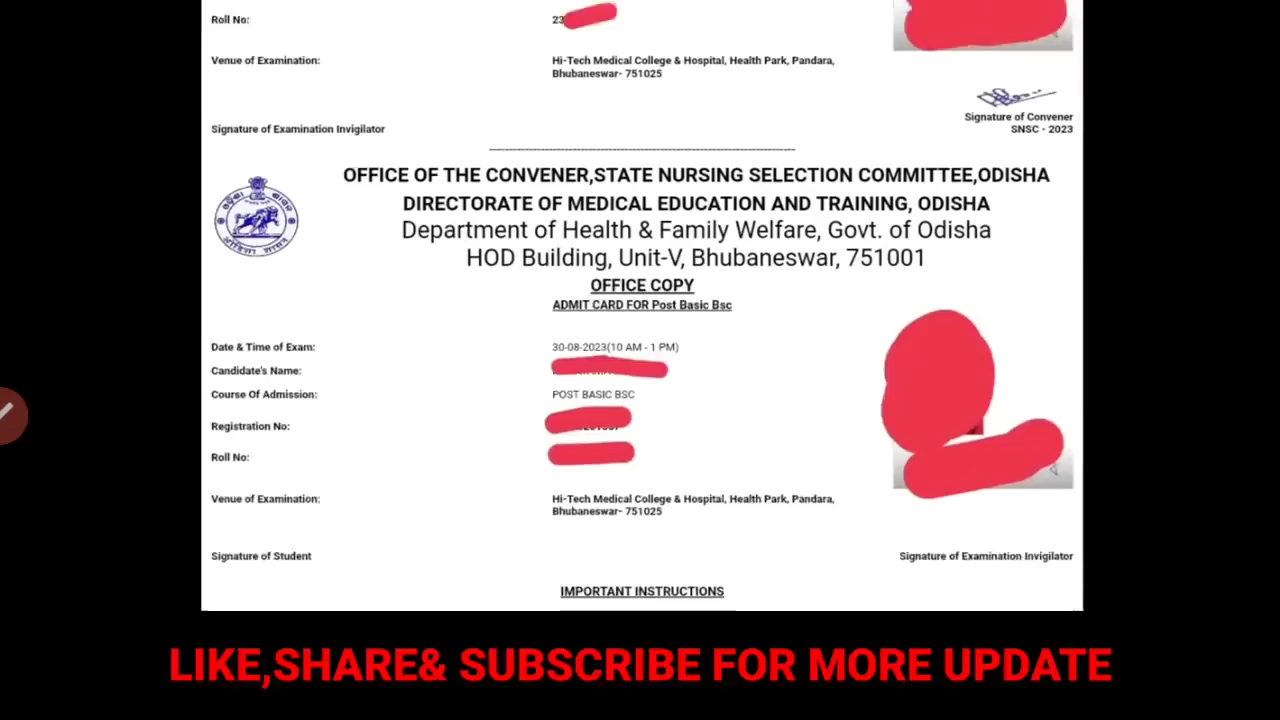 Roll No:
23
Venue of Examination:
Hi-Tech Medical College & Hospital, Health Park, Pandara,
Bhubaneswar- 751025
Signature of Convener
SNSC - 2023
Signature of Examination Invigilator
OFFICE OF THE CONVENER,STATE NURSING SELECTION COMMITTEE,ODISHA
DIRECTORATE OF MEDICAL EDUCATION AND TRAINING, ODISHA
Department of Health & Family Welfare, Govt. of Odisha
HOD Building, Unit-V, Bhubaneswar, 751001
OFFICE COPY
ADMIT CARD FOR Post Basic Bsc
Date & Time of Exam:
30-08-2023(10 AM - 1 PM)
Candidate's Name:
Course Of Admission:
POST BASIC BSC
Registration No:
Roll No:
Venue of Examination:
Hi-Tech Medical College & Hospital, Health Park, Pandara,
Bhubaneswar- 751025
Signature of Student
Signature of Examination Invigilator
IMPORTANT INSTRUCTIONS
LIKE,SHARE& SUBSCRIBE FOR MORE UPDATE